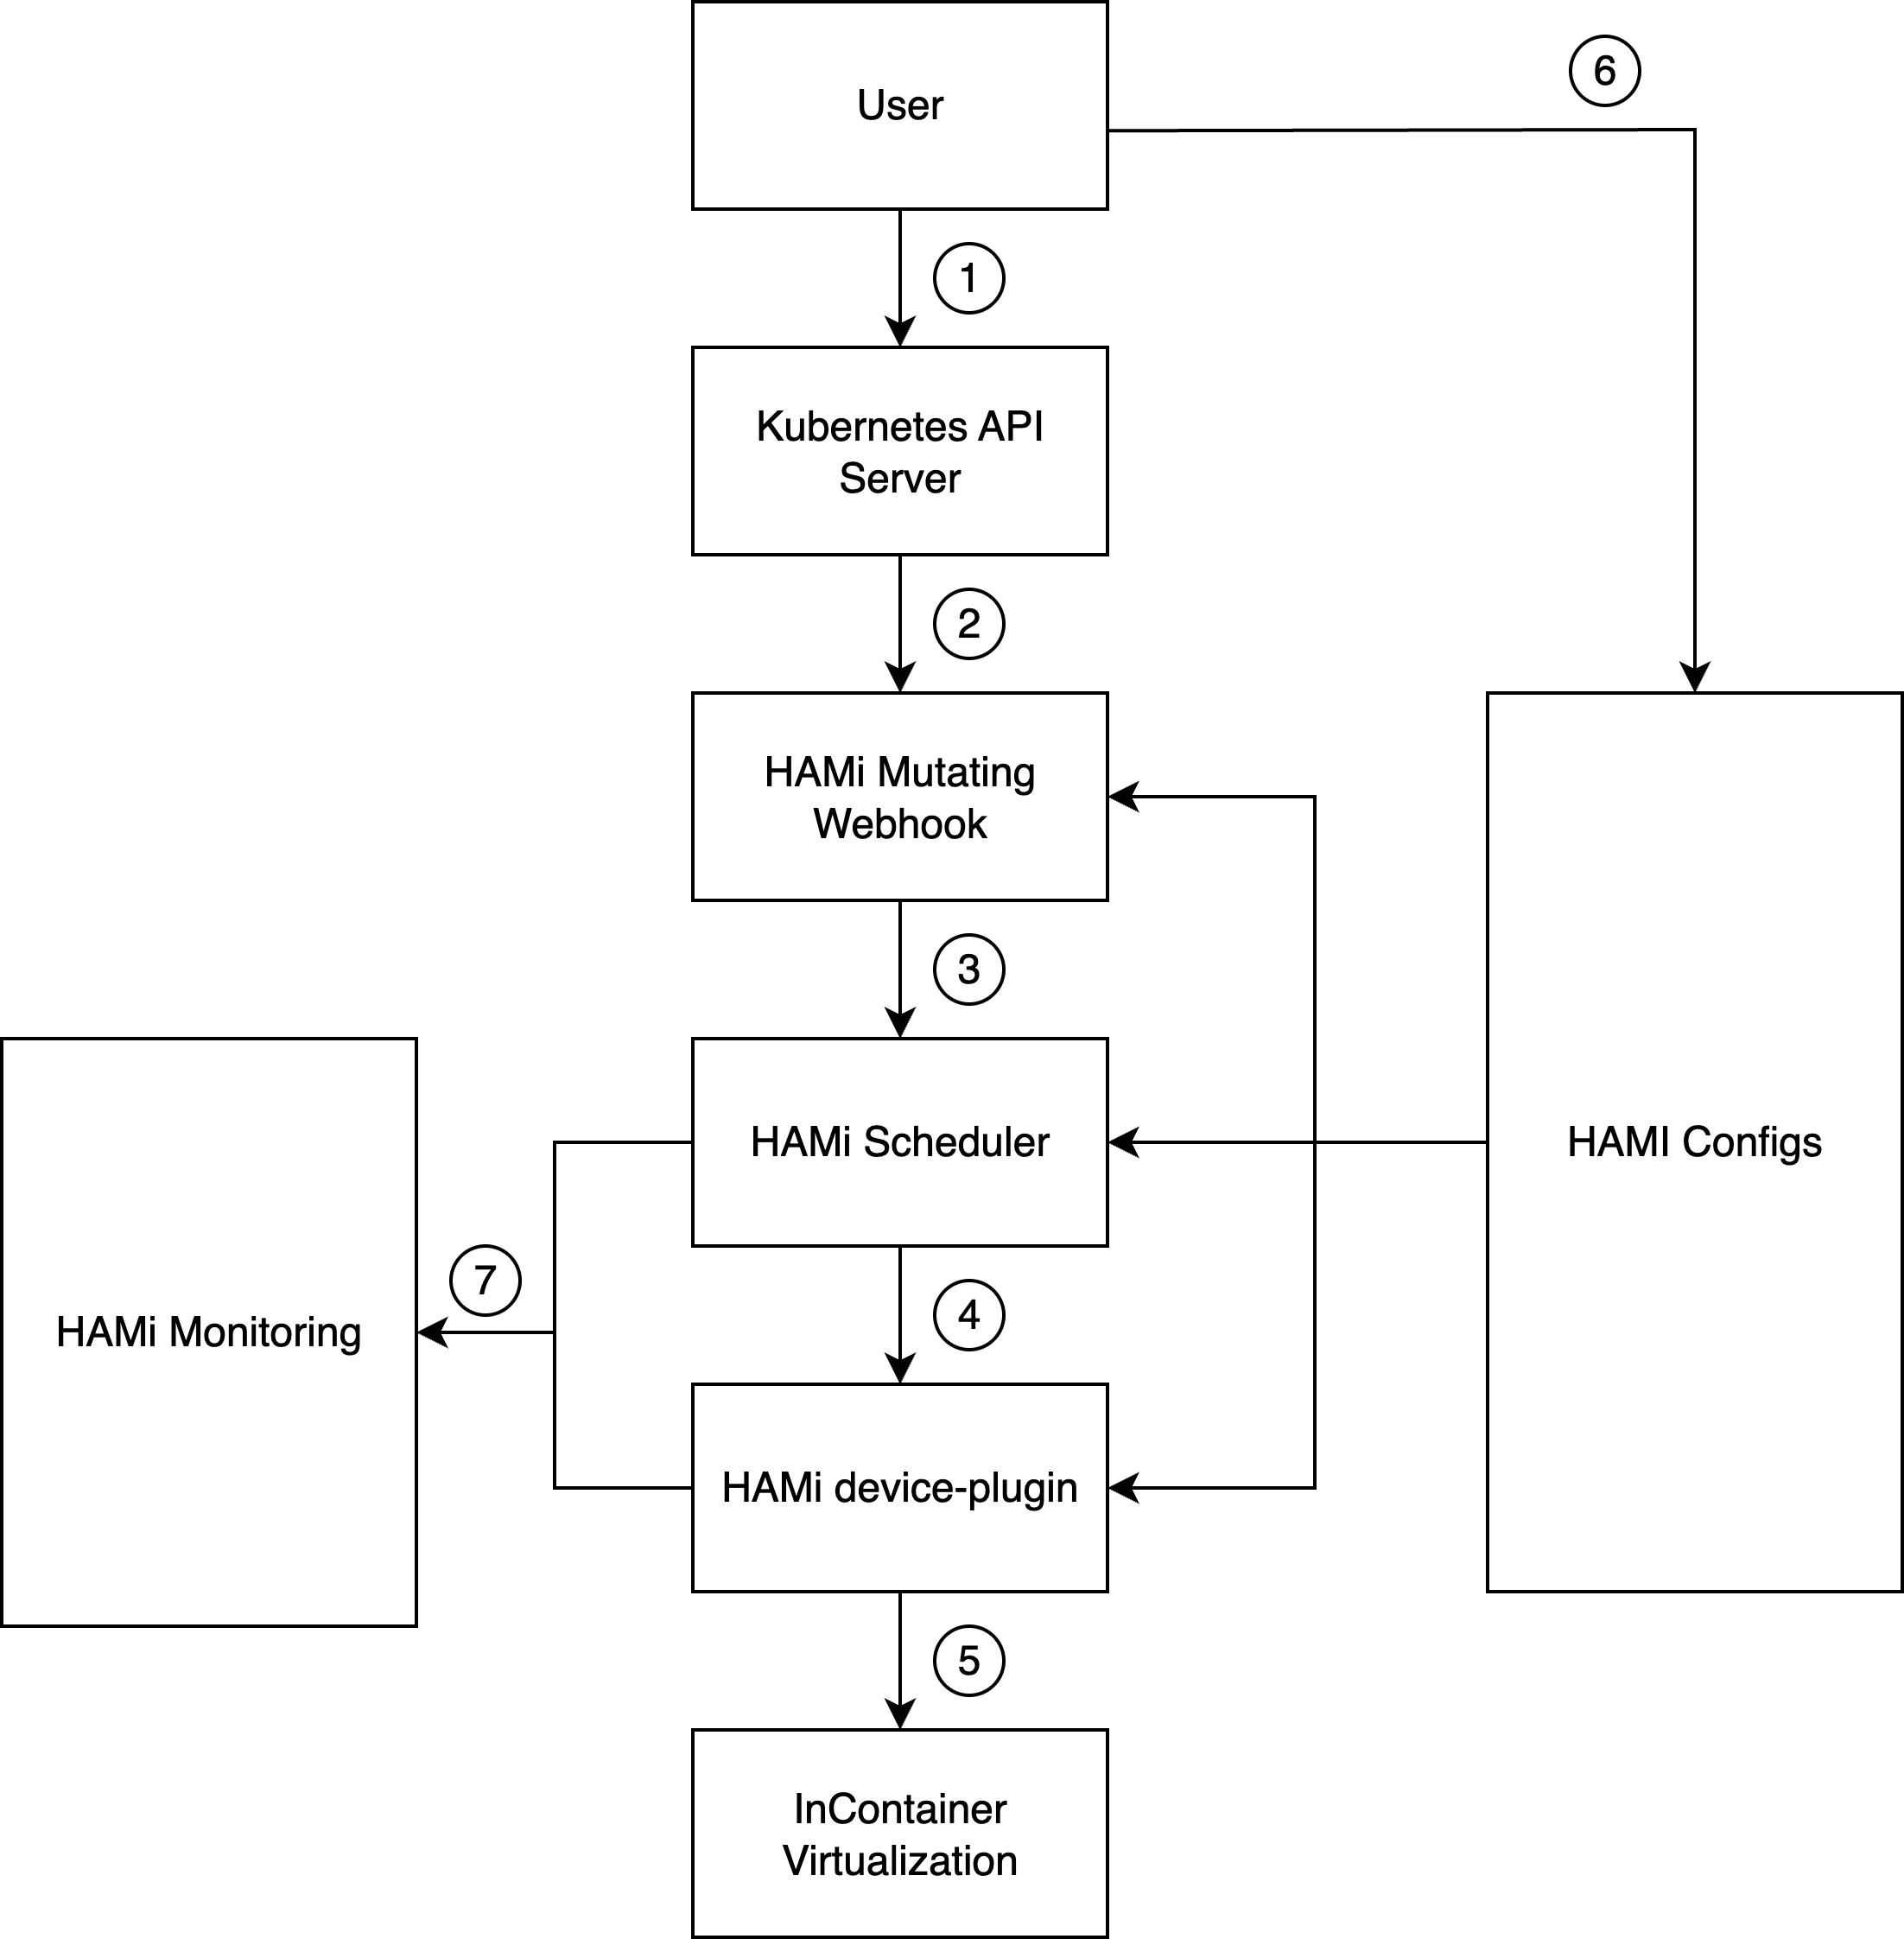 User
6
1
Kubernetes API
Server
2
HAMi Mutating
Webhook
3
HAMi Scheduler
HAMI Configs
7
4
HAMi Monitoring
HAMi device-plugin
5
InContainer
Virtualization